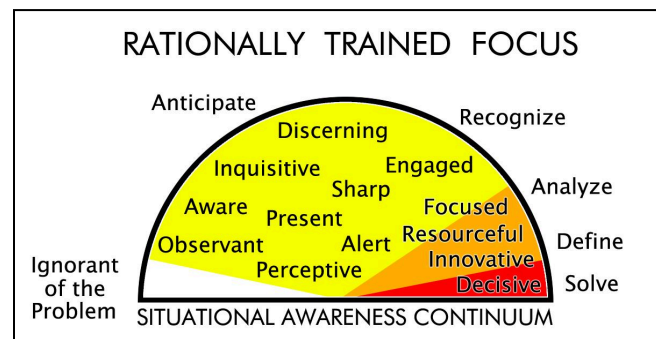 RATIONALLY TRAINED FOCUS
Anticipate
Recognize
Discerning
Inquisitive
Engaged
Sharp
Analyze
Aware
Focused
Present
Resourceful
Observant
Alert
Define
Innovative
Perceptive
Ignorant
of the
Problem
Decisive
Solve
SITUATIONAL AWARENESS CONTINUUM